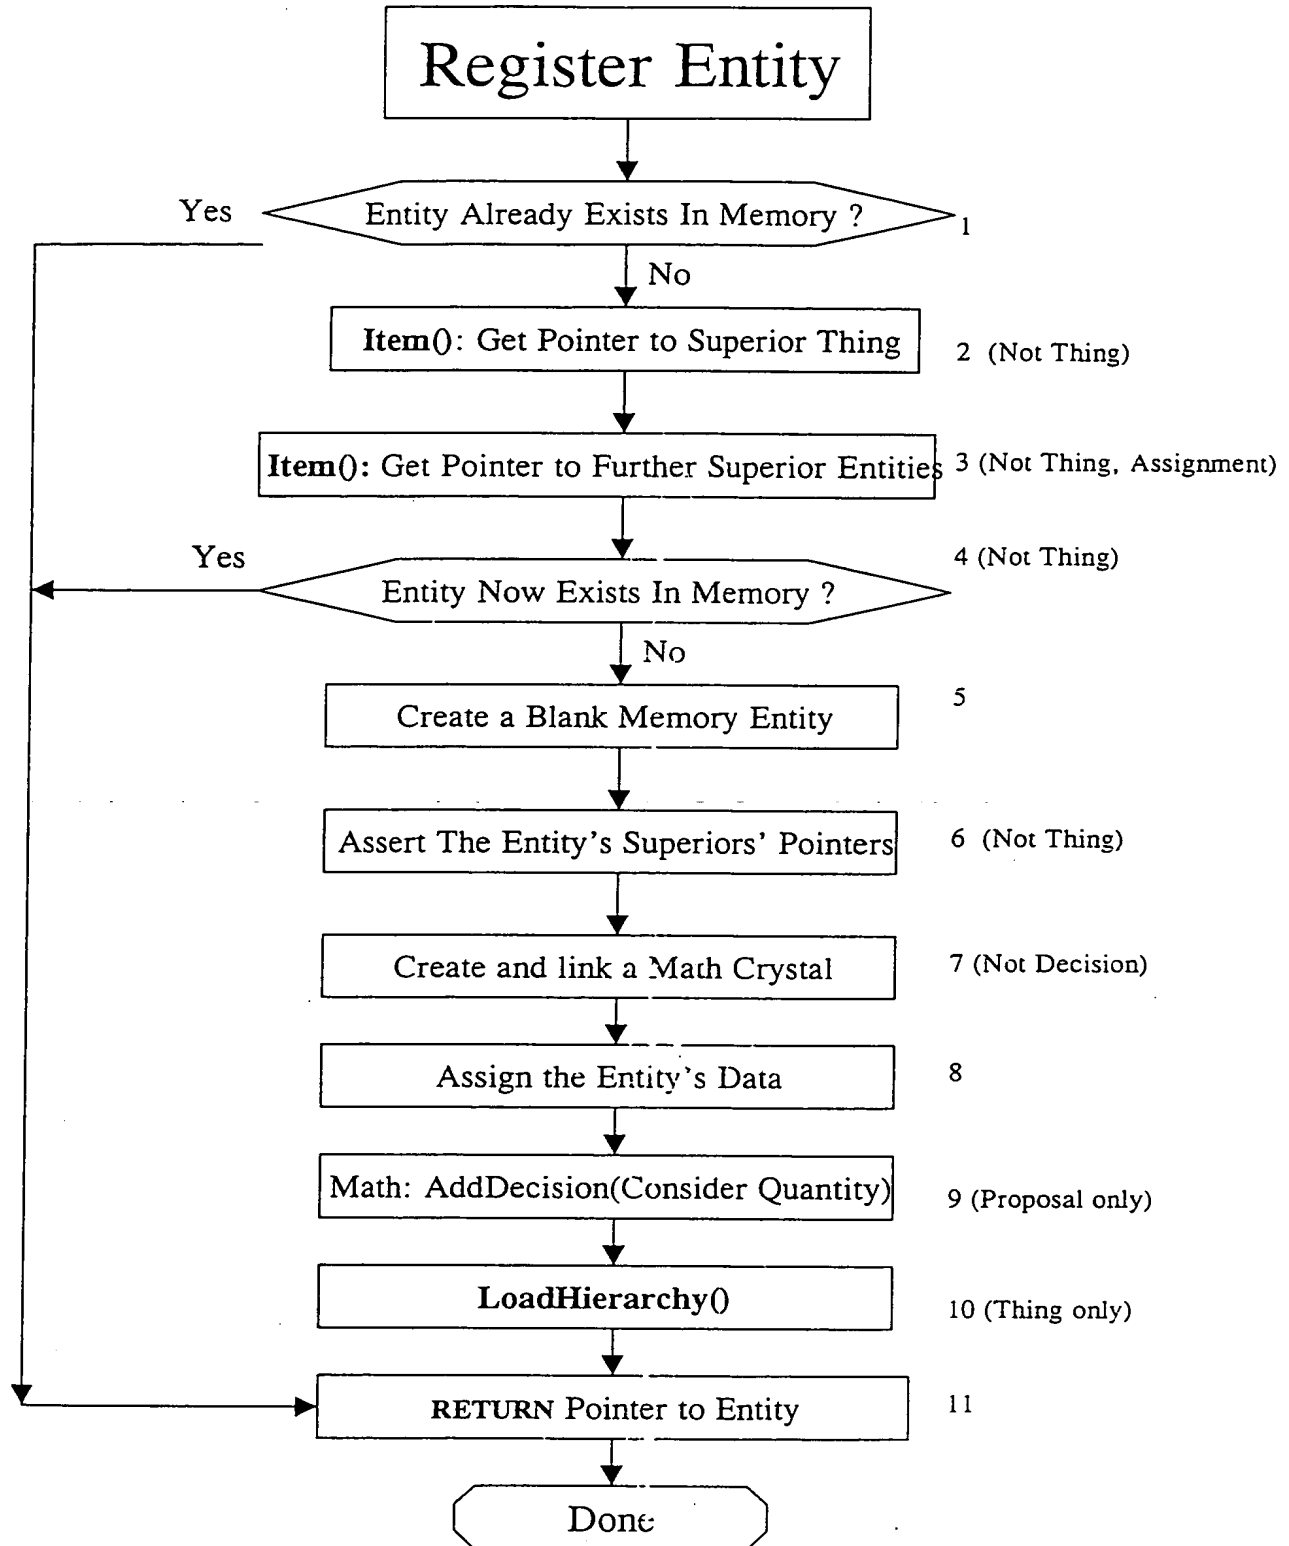 Register Entity
Yes
Entity Already Exists In Memory ?
1
No
Item(): Get Pointer to Superior Thing
2 (Not Thing)
Item(): Get Pointer to Further Superior Entities
3 (Not Thing, Assignment)
Yes
4 (Not Thing)
Entity Now Exists In Memory ?
No
Create a Blank Memory Entity
5
Assert The Entity's Superiors' Pointers
6 (Not Thing)
Create and link a Math Crystal
7 (Not Decision)
Assign the Entity's Data
8
Math: AddDecision(Consider Quantity)
9 (Proposal only)
LoadHierarchy()
10 (Thing only)
RETURN Pointer to Entity
11
Done